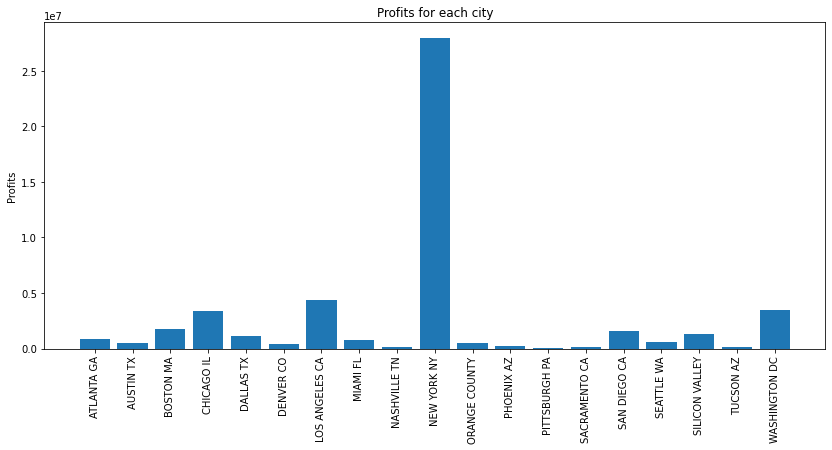 Profits for each city
1e7
Profits
2.5
2.0
1.5
1.0
0.5
0.0
ATLANTA GA
AUSTIN TX
BOSTON MA
CHICAGO IL
DALLAS TX
DENVER CO
LOS ANGELES CA
MIAMI FL
NASHVILLE TN
NEW YORK NY
ORANGE COUNTY
PHOENIX AZ
PITTSBURGH PA
SACRAMENTO CA
SAN DIEGO CA
SEATTLE WA
SILICON VALLEY
TUCSON AZ
WASHINGTON DC